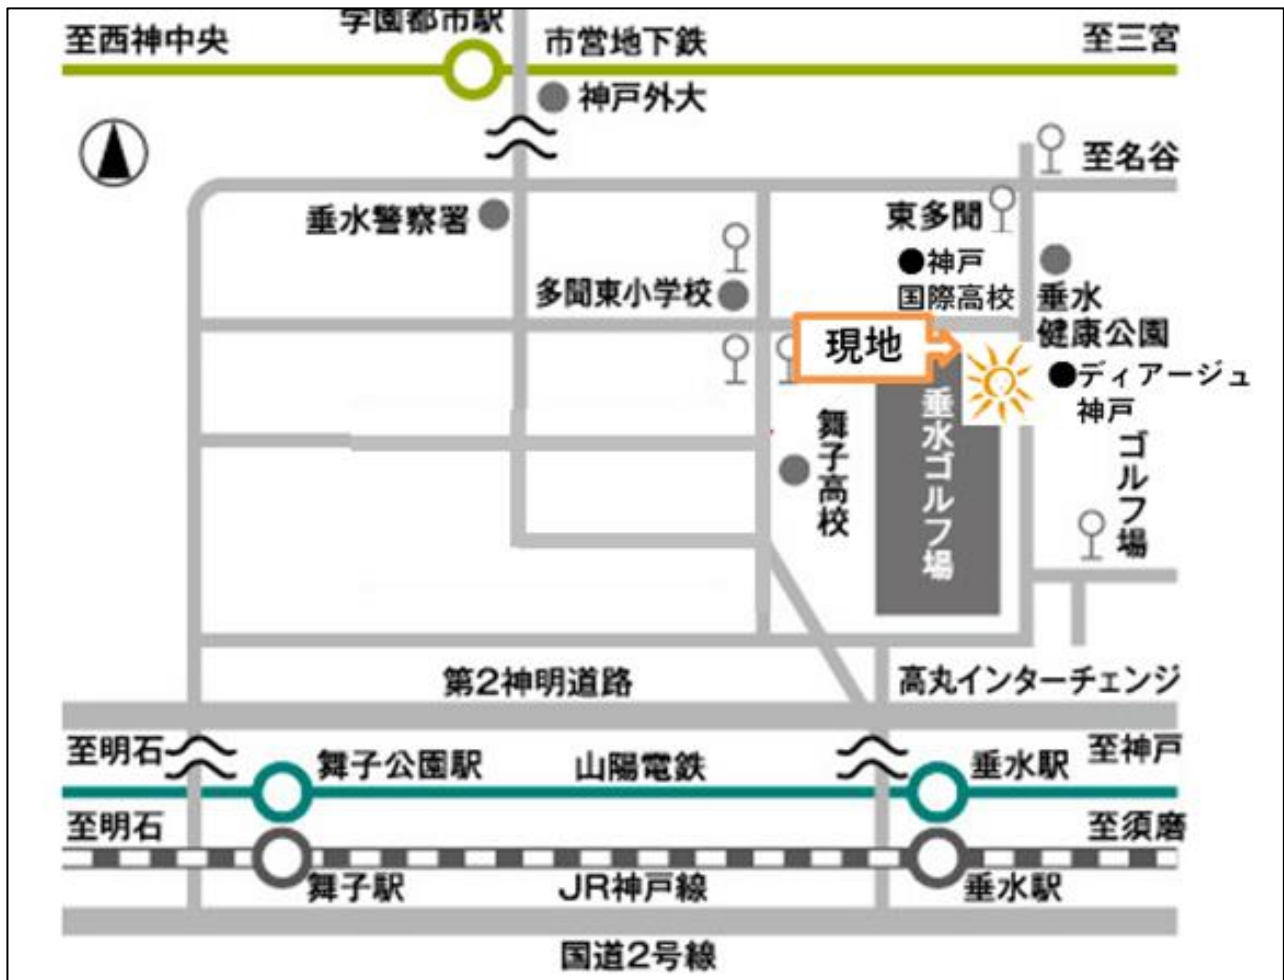 学園都市駅
至西神中央
市営地下鉄
至三宮
神戸外大
至名谷
垂水警察署
東多聞
●神戸
国際高校
多聞東小学校
垂水
健康公園
現地
●ディアージュ
神戸
垂水ゴルフ場
舞子高校
ゴルフ場
第2神明道路
高丸インターチェンジ
至明石
舞子公園駅
山陽電鉄
垂水駅
至神戸
至明石
至須磨
舞子駅
JR神戸線
垂水駅
国道2号線